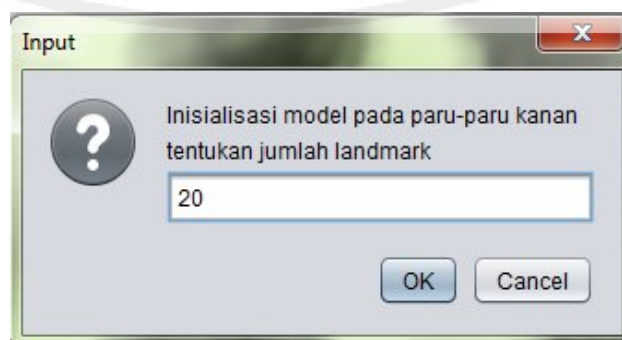 Input
Inisialisasi model pada paru-paru kanan
tentukan jumlah landmark
20
OK
Cancel